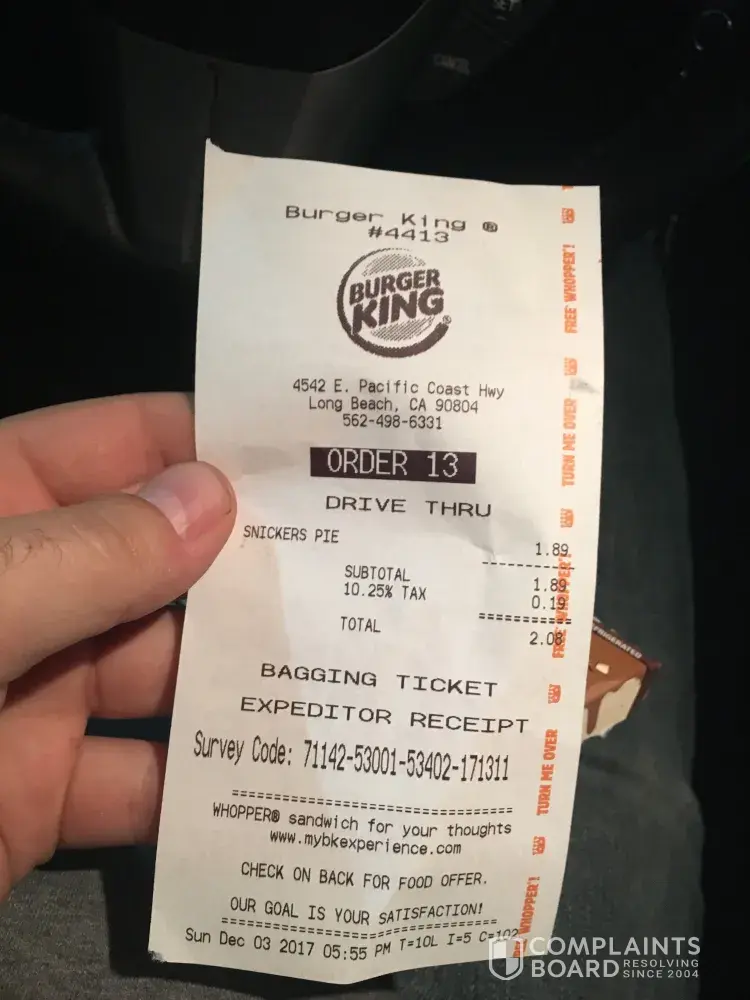 Burger King ®
#4413
BURGER
KING®
4542 E. Pacific Coast Hwy
Long Beach, CA 90804
562-498-6331
ORDER 13
DRIVE THRU
SNICKERS PIE 1.89
SUBTOTAL 1.89
10.25% TAX 0.19
TOTAL 2.08
BAGGING TICKET
EXPEDITOR RECEIPT
Survey Code: 71142-53001-53402-171311
WHOPPER® sandwich for your thoughts
www.mybkexperience.com
CHECK ON BACK FOR FOOD OFFER.
OUR GOAL IS YOUR SATISFACTION!
Sun Dec 03 2017 05:55 PM T=10L I=5 C=102
FREE WHOPPER!
TURN ME OVER
FREE WHOPPER!
TURN ME OVER
WHOPPER!
COMPLAINTS
BOARD RESOLVING
SINCE 2004